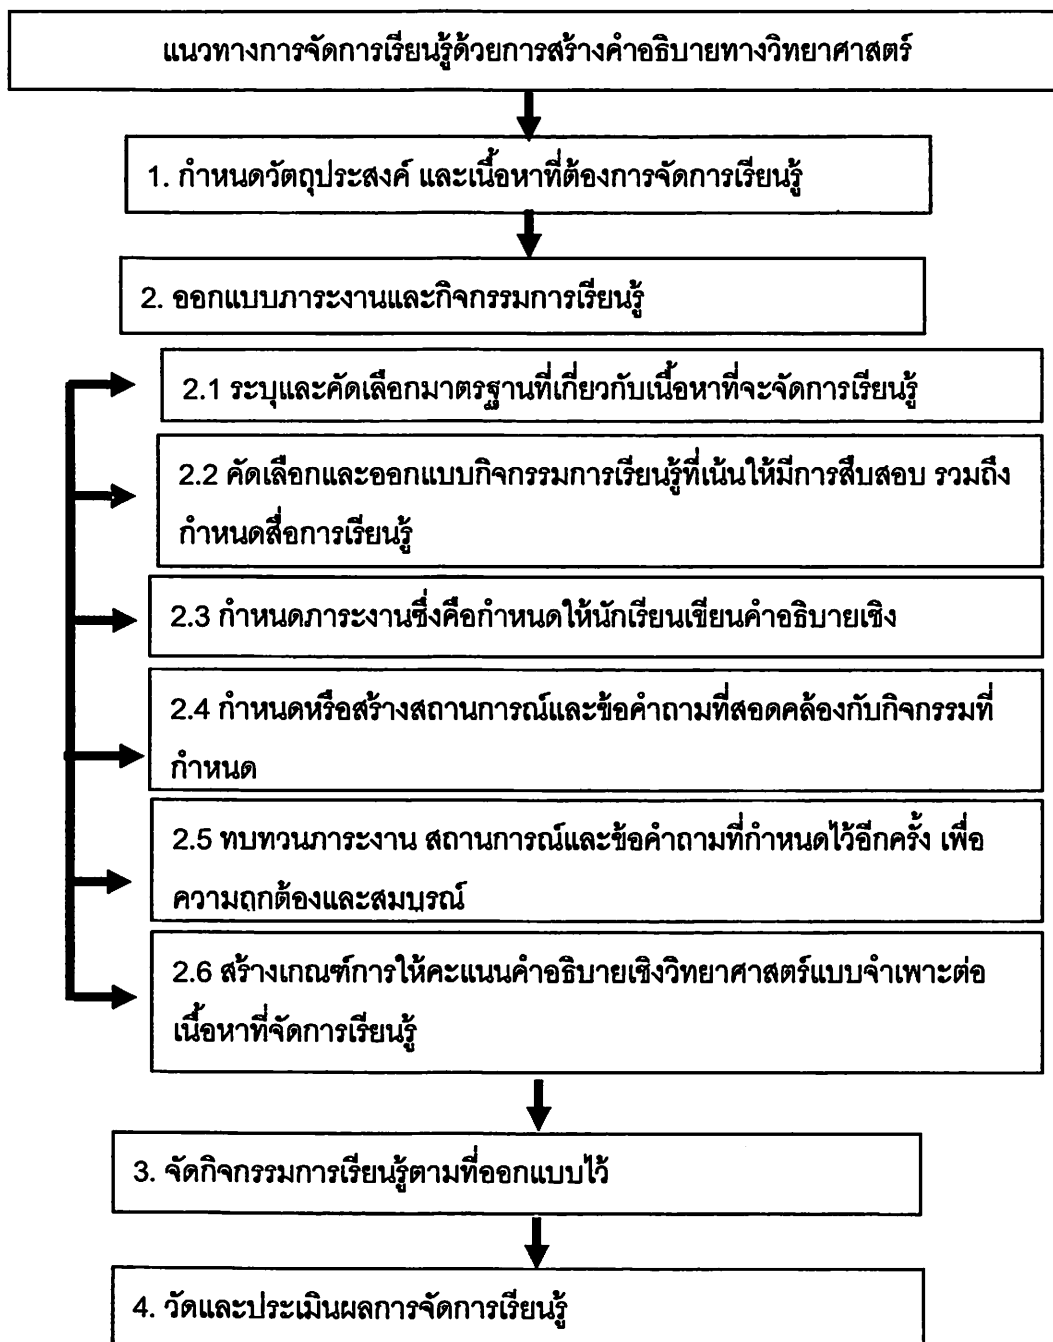 แนวทางการจัดการเรียนรู้ด้วยการสร้างคำอธิบายทางวิทยาศาสตร์
1. กำหนดวัตถุประสงค์ และเนื้อหาที่ต้องการจัดการเรียนรู้
2. ออกแบบภาระงานและกิจกรรมการเรียนรู้
2.1 ระบุและคัดเลือกมาตรฐานที่เกี่ยวกับเนื้อหาที่จะจัดการเรียนรู้
2.2 คัดเลือกและออกแบบกิจกรรมการเรียนรู้ที่เน้นให้มีการสืบสอบ รวมถึง
กำหนดสื่อการเรียนรู้
2.3 กำหนดภาระงานซึ่งคือกำหนดให้นักเรียนเขียนคำอธิบายเชิง
2.4 กำหนดหรือสร้างสถานการณ์และข้อคำถามที่สอดคล้องกับกิจกรรมที่
กำหนด
2.5 ทบทวนภาระงาน สถานการณ์และข้อคำถามที่กำหนดไว้อีกครั้ง เพื่อ
ความถูกต้องและสมบูรณ์
2.6 สร้างเกณฑ์การให้คะแนนคำอธิบายเชิงวิทยาศาสตร์แบบจำเพาะต่อ
เนื้อหาที่จัดการเรียนรู้
3. จัดกิจกรรมการเรียนรู้ตามที่ออกแบบไว้
4. วัดและประเมินผลการจัดการเรียนรู้